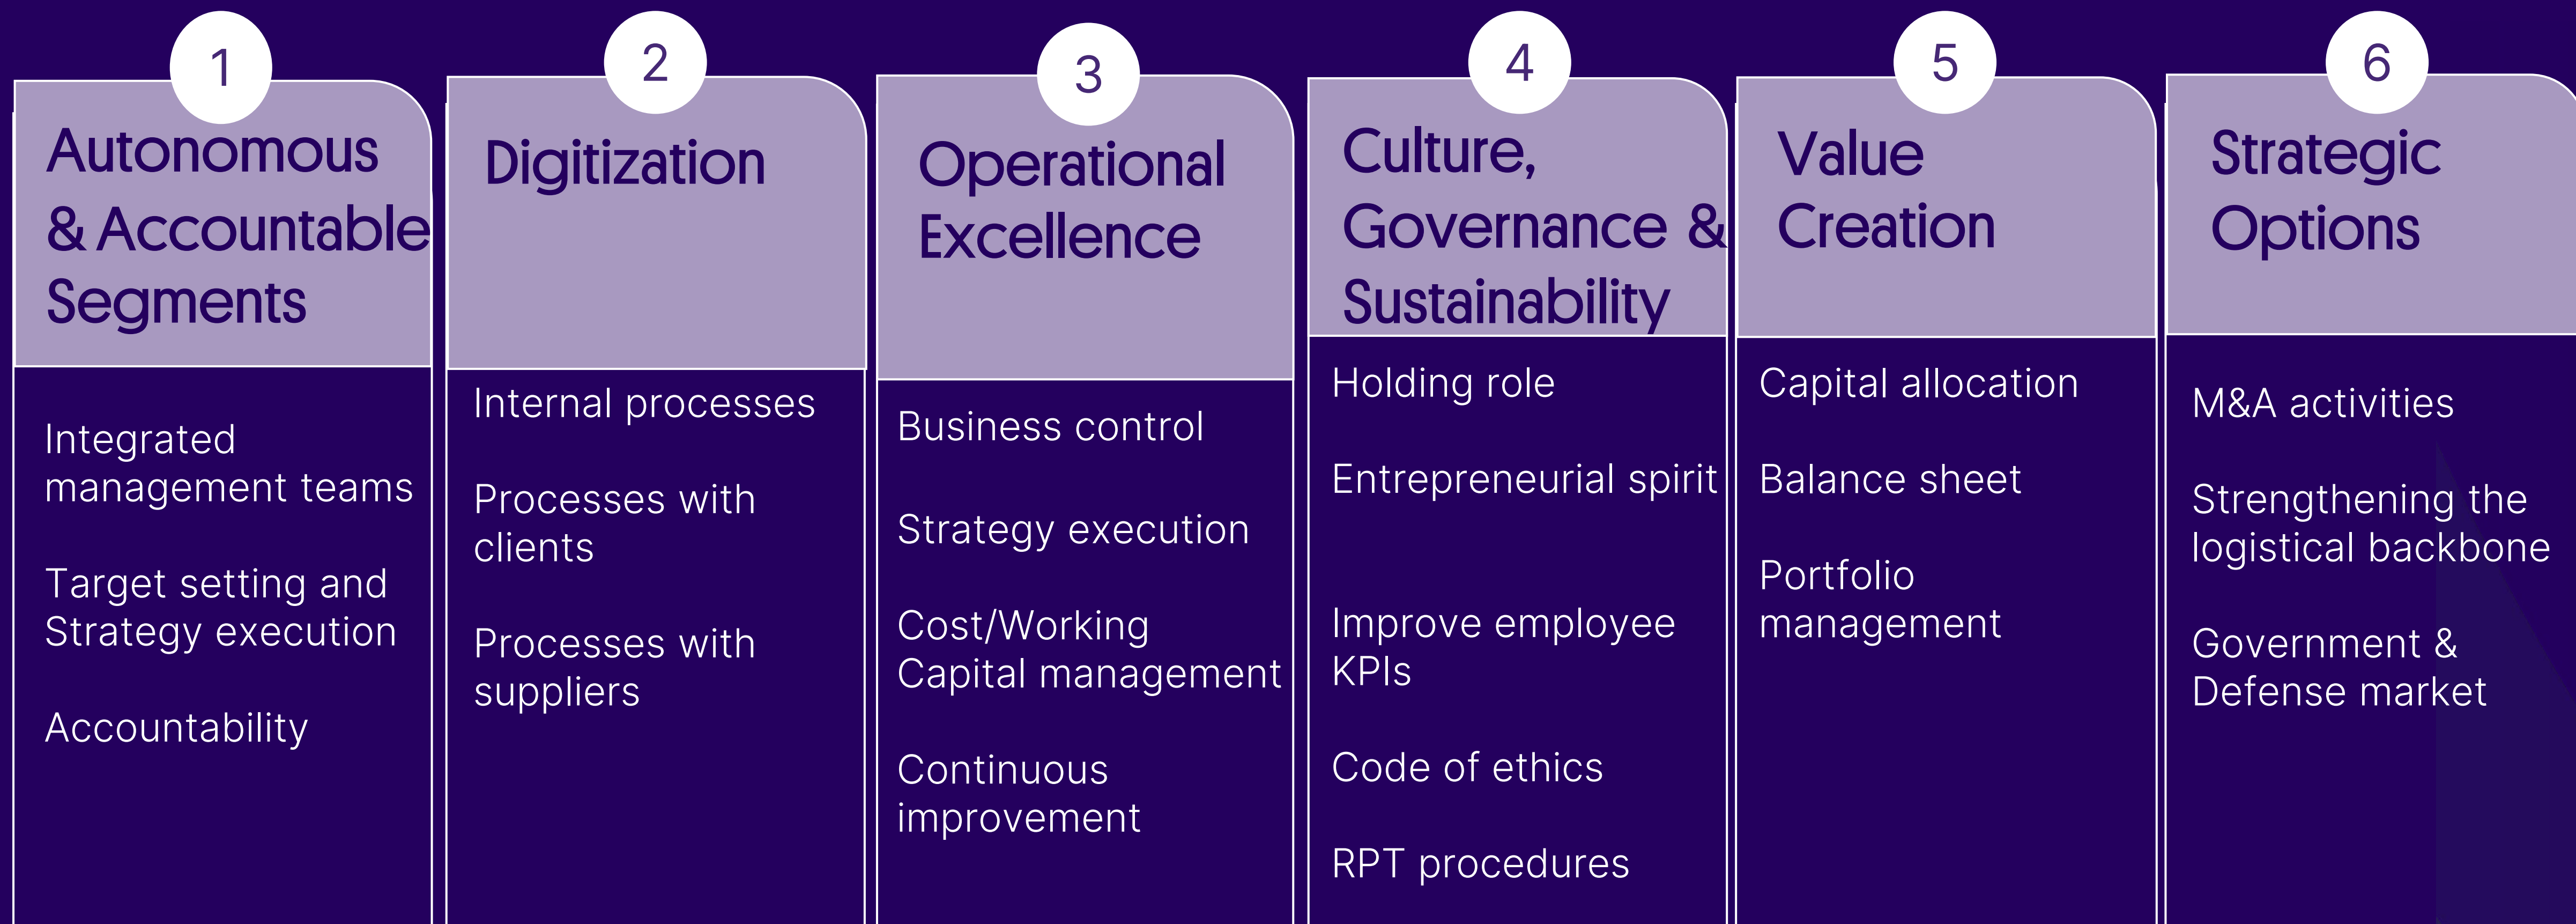 1
Autonomous
& Accountable
Segments
Integrated
management teams
Target setting and
Strategy execution
Accountability
2
Digitization
Internal processes
Processes with
clients
Processes with
suppliers
3
Operational
Excellence
Business control
Strategy execution
Cost/Working
Capital management
Continuous
improvement
4
Culture,
Governance &
Sustainability
Holding role
Entrepreneurial spirit
Improve employee
KPIs
Code of ethics
RPT procedures
5
Value
Creation
Capital allocation
Balance sheet
Portfolio
management
6
Strategic
Options
M&A activities
Strengthening the
logistical backbone
Government &
Defense market